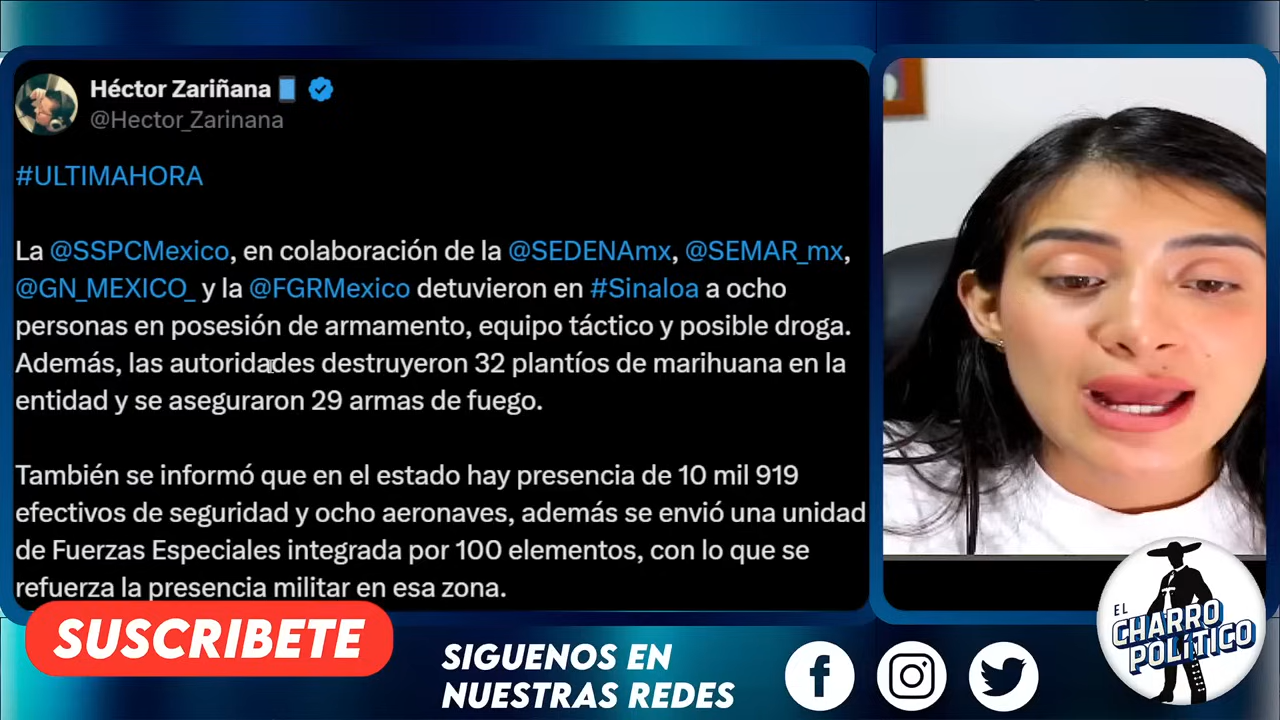 Héctor Zariñana
@Hector_Zarinana
#ULTIMAHORA
La @SSPCMexico, en colaboración de la @SEDENAmx, @SEMAR_mx,
@GN_MEXICO_ y la @FGRMexico detuvieron en #Sinaloa a ocho
personas en posesión de armamento, equipo táctico y posible droga.
Además, las autoridades destruyeron 32 plantíos de marihuana en la
entidad y se aseguraron 29 armas de fuego.
También se informó que en el estado hay presencia de 10 mil 919
efectivos de seguridad y ocho aeronaves, además se envió una unidad
de Fuerzas Especiales integrada por 100 elementos, con lo que se
refuerza la presencia militar en esa zona.
SUSCRIBETE
SIGUENOS EN
NUESTRAS REDES
EL
CHARRO
POLÍTICO